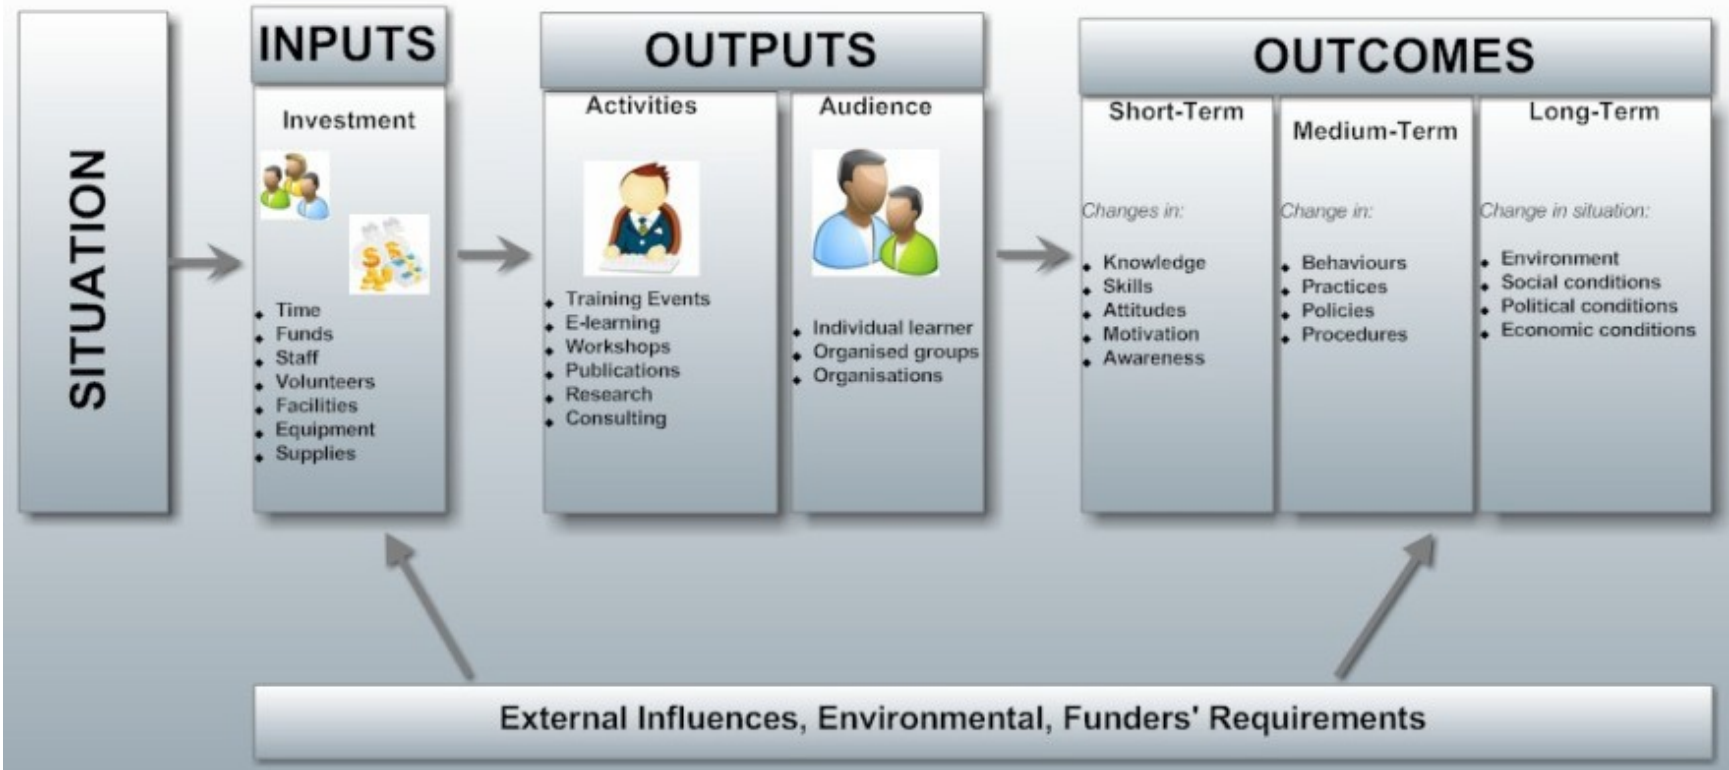 SITUATION
INPUTS
Investment
Time
Funds
Staff
Volunteers
Facilities
Equipment
Supplies
OUTPUTS
Activities
Training Events
E-learning
Workshops
Publications
Research
Consulting
Audience
Individual learner
Organised groups
Organisations
OUTCOMES
Short-Term
Changes in:
Knowledge
Skills
Attitudes
Motivation
Awareness
Medium-Term
Change in:
Behaviours
Practices
Policies
Procedures
Long-Term
Change in situation:
Environment
Social conditions
Political conditions
Economic conditions
External Influences, Environmental, Funders' Requirements